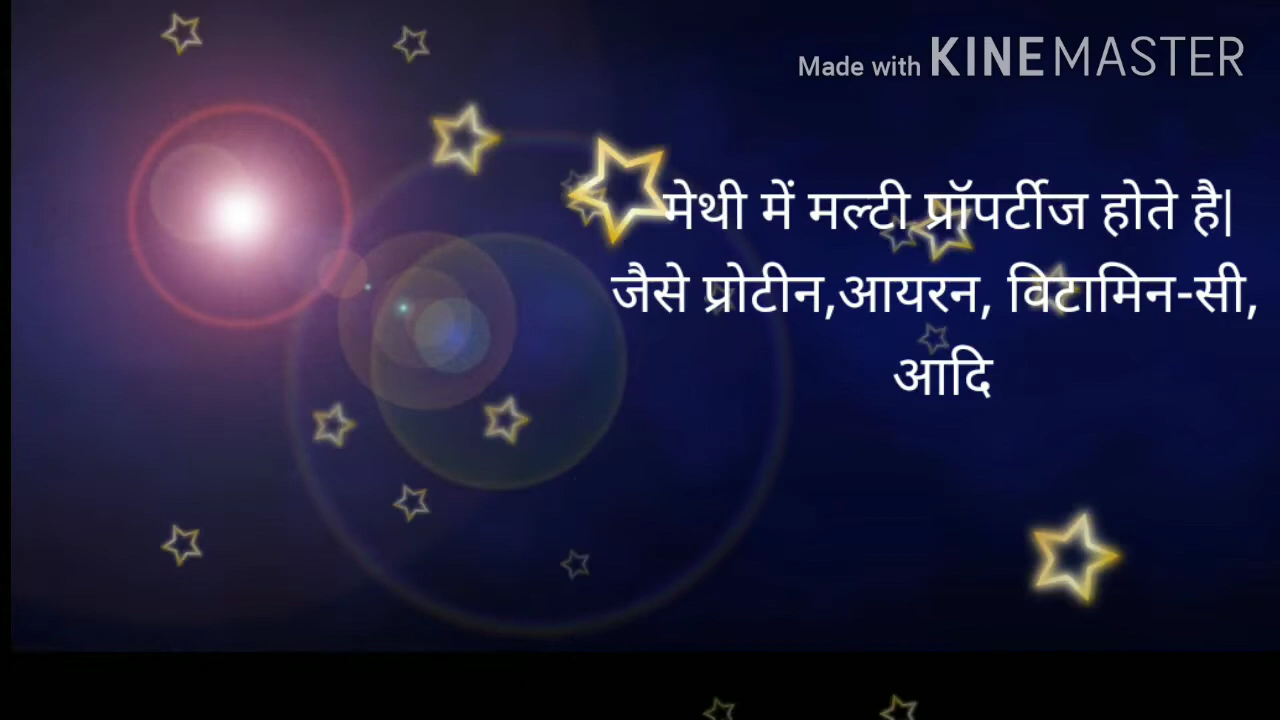 Made with KINEMASTER
मेथी में मल्टी प्रॉपर्टीज होते है|
जैसे प्रोटीन,आयरन, विटामिन-सी,
आदि